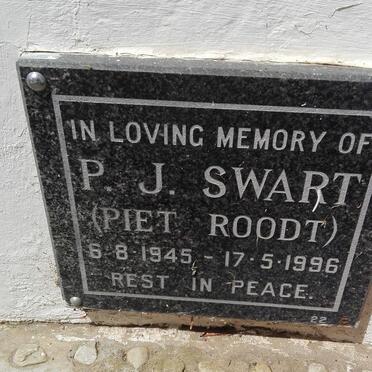 IN LOVING MEMORY OF
P. J. SWART
(PIET ROODT)
6·8·1945 - 17·5·1996
REST IN PEACE.
22